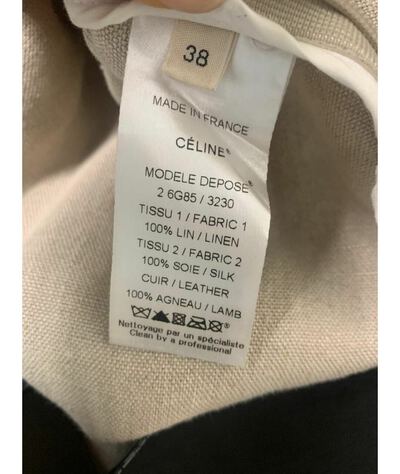 38
MADE IN FRANCE
CÉLINE®
MODELE DEPOSE®
2 6G85 / 3230
TISSU 1 / FABRIC 1
100% LIN / LINEN
TISSU 2 / FABRIC 2
100% SOIE / SILK
CUIR / LEATHER
100% AGNEAU / LAMB
Nettoyage par un spécialiste
Clean by a professional